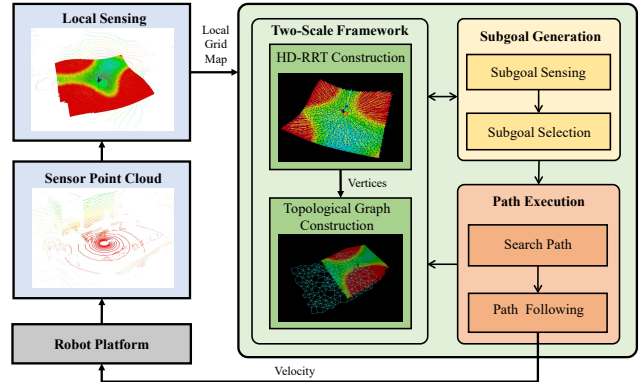 Local Sensing
Local
Grid
Map
Two-Scale Framework
HD-RRT Construction
Vertices
Topological Graph
Construction
Subgoal Generation
Subgoal Sensing
Subgoal Selection
Sensor Point Cloud
Path Execution
Search Path
Path Following
Robot Platform
Velocity